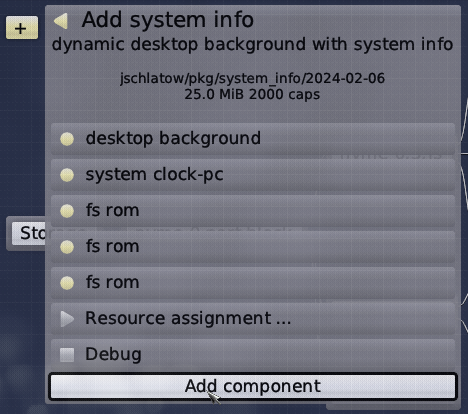 +
Add system info
dynamic desktop background with system info
jschlatow/pkg/system_info/2024-02-06
25.0 MiB 2000 caps
desktop background
system clock-pc
fs rom
Sto
fs rom
fs rom
Resource assignment ...
Debug
Add component